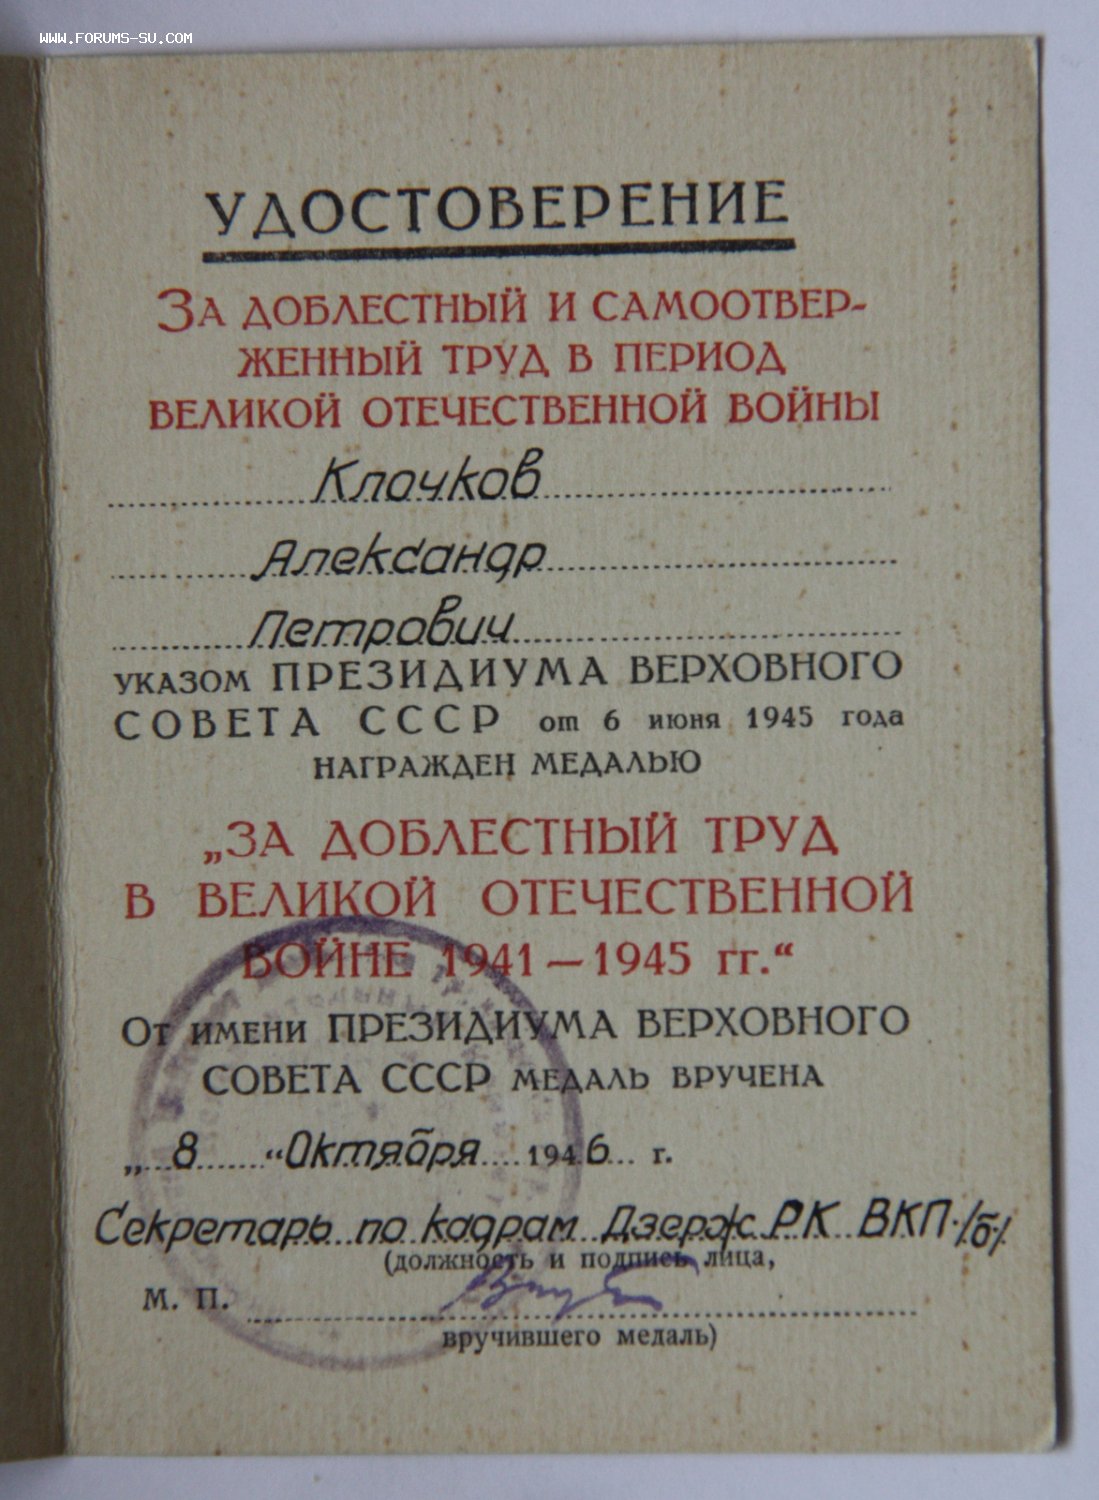 WWW.FORUMS-SU.COM
УДОСТОВЕРЕНИЕ
ЗА ДОБЛЕСТНЫЙ И САМООТВЕР-
ЖЕННЫЙ ТРУД В ПЕРИОД
ВЕЛИКОЙ ОТЕЧЕСТВЕННОЙ ВОЙНЫ
Клочков
Александр
Петрович
УКАЗОМ ПРЕЗИДИУМА ВЕРХОВНОГО
СОВЕТА СССР от 6 июня 1945 года
НАГРАЖДЕН МЕДАЛЬЮ
„ЗА ДОБЛЕСТНЫЙ ТРУД
В ВЕЛИКОЙ ОТЕЧЕСТВЕННОЙ
ВОЙНЕ 1941—1945 гг.“
ОТ ИМЕНИ ПРЕЗИДИУМА ВЕРХОВНОГО
СОВЕТА СССР МЕДАЛЬ ВРУЧЕНА
„ 8 “ Октября 1946 г.
Секретарь по кадрам Дзерж. РК ВКП/б/
(должность и подпись лица,
М. П.
вручившего медаль)